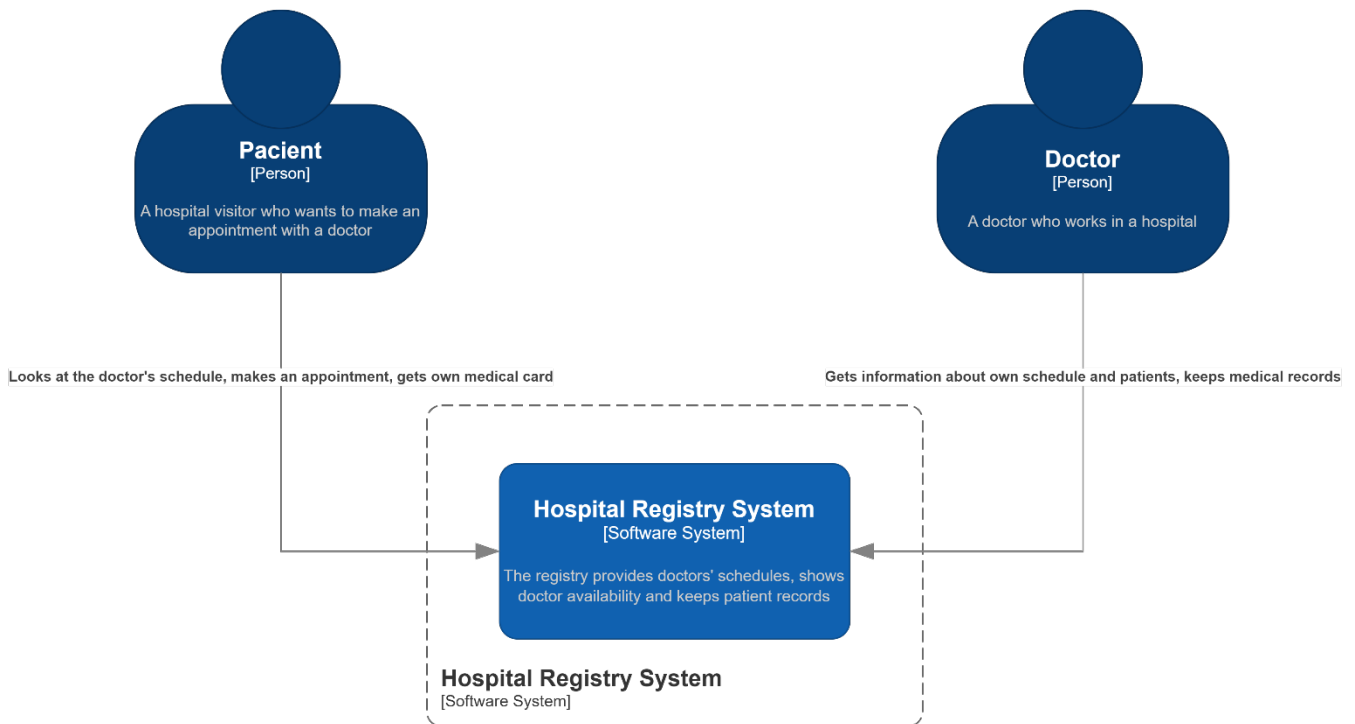 Pacient
[Person]
A hospital visitor who wants to make an
appointment with a doctor
Doctor
[Person]
A doctor who works in a hospital
Looks at the doctor's schedule, makes an appointment, gets own medical card
Gets information about own schedule and patients, keeps medical records
Hospital Registry System
[Software System]
The registry provides doctors' schedules, shows
doctor availability and keeps patient records
Hospital Registry System
[Software System]